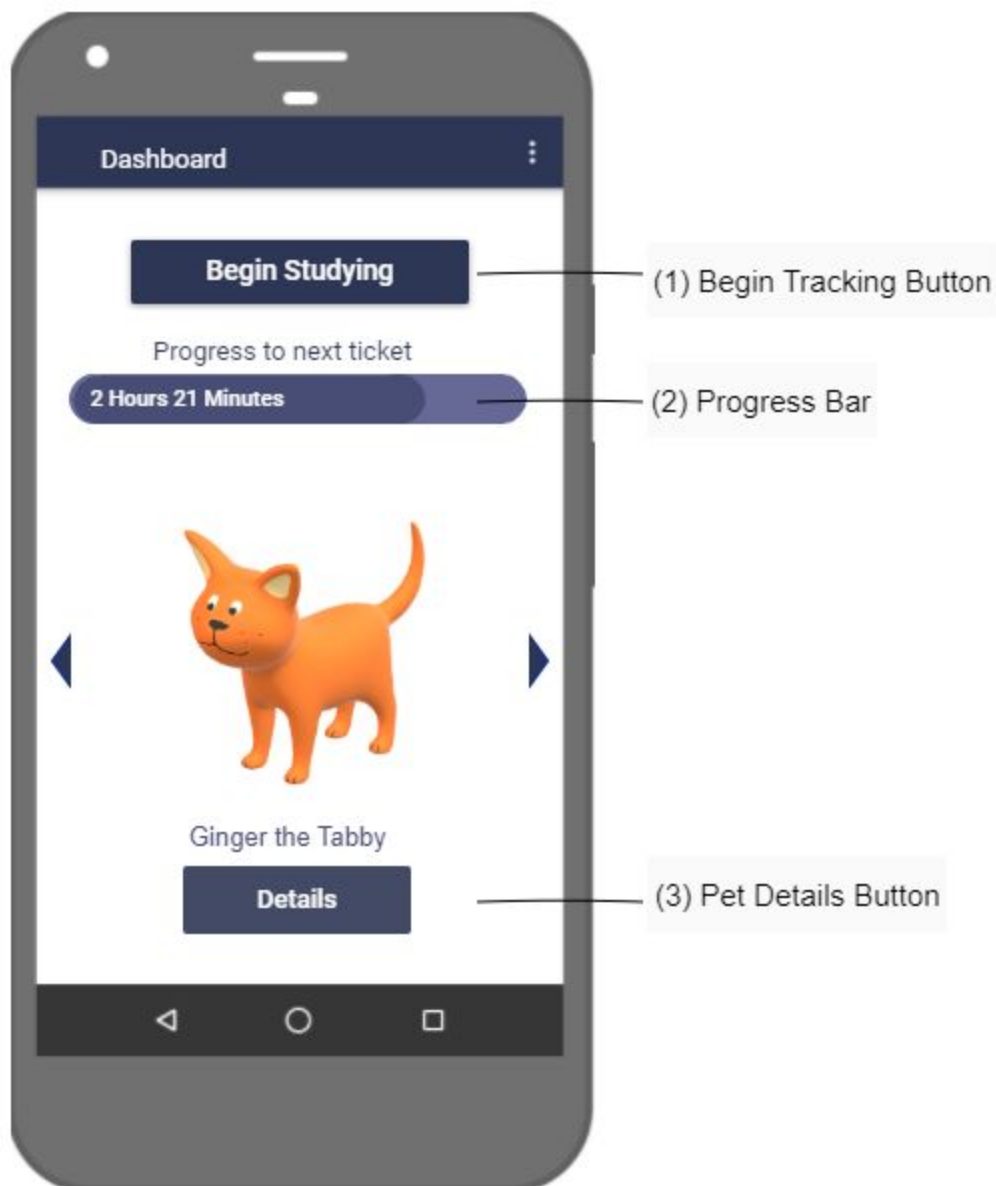 Dashboard
Begin Studying
(1) Begin Tracking Button
Progress to next ticket
2 Hours 21 Minutes
(2) Progress Bar
Ginger the Tabby
Details
(3) Pet Details Button